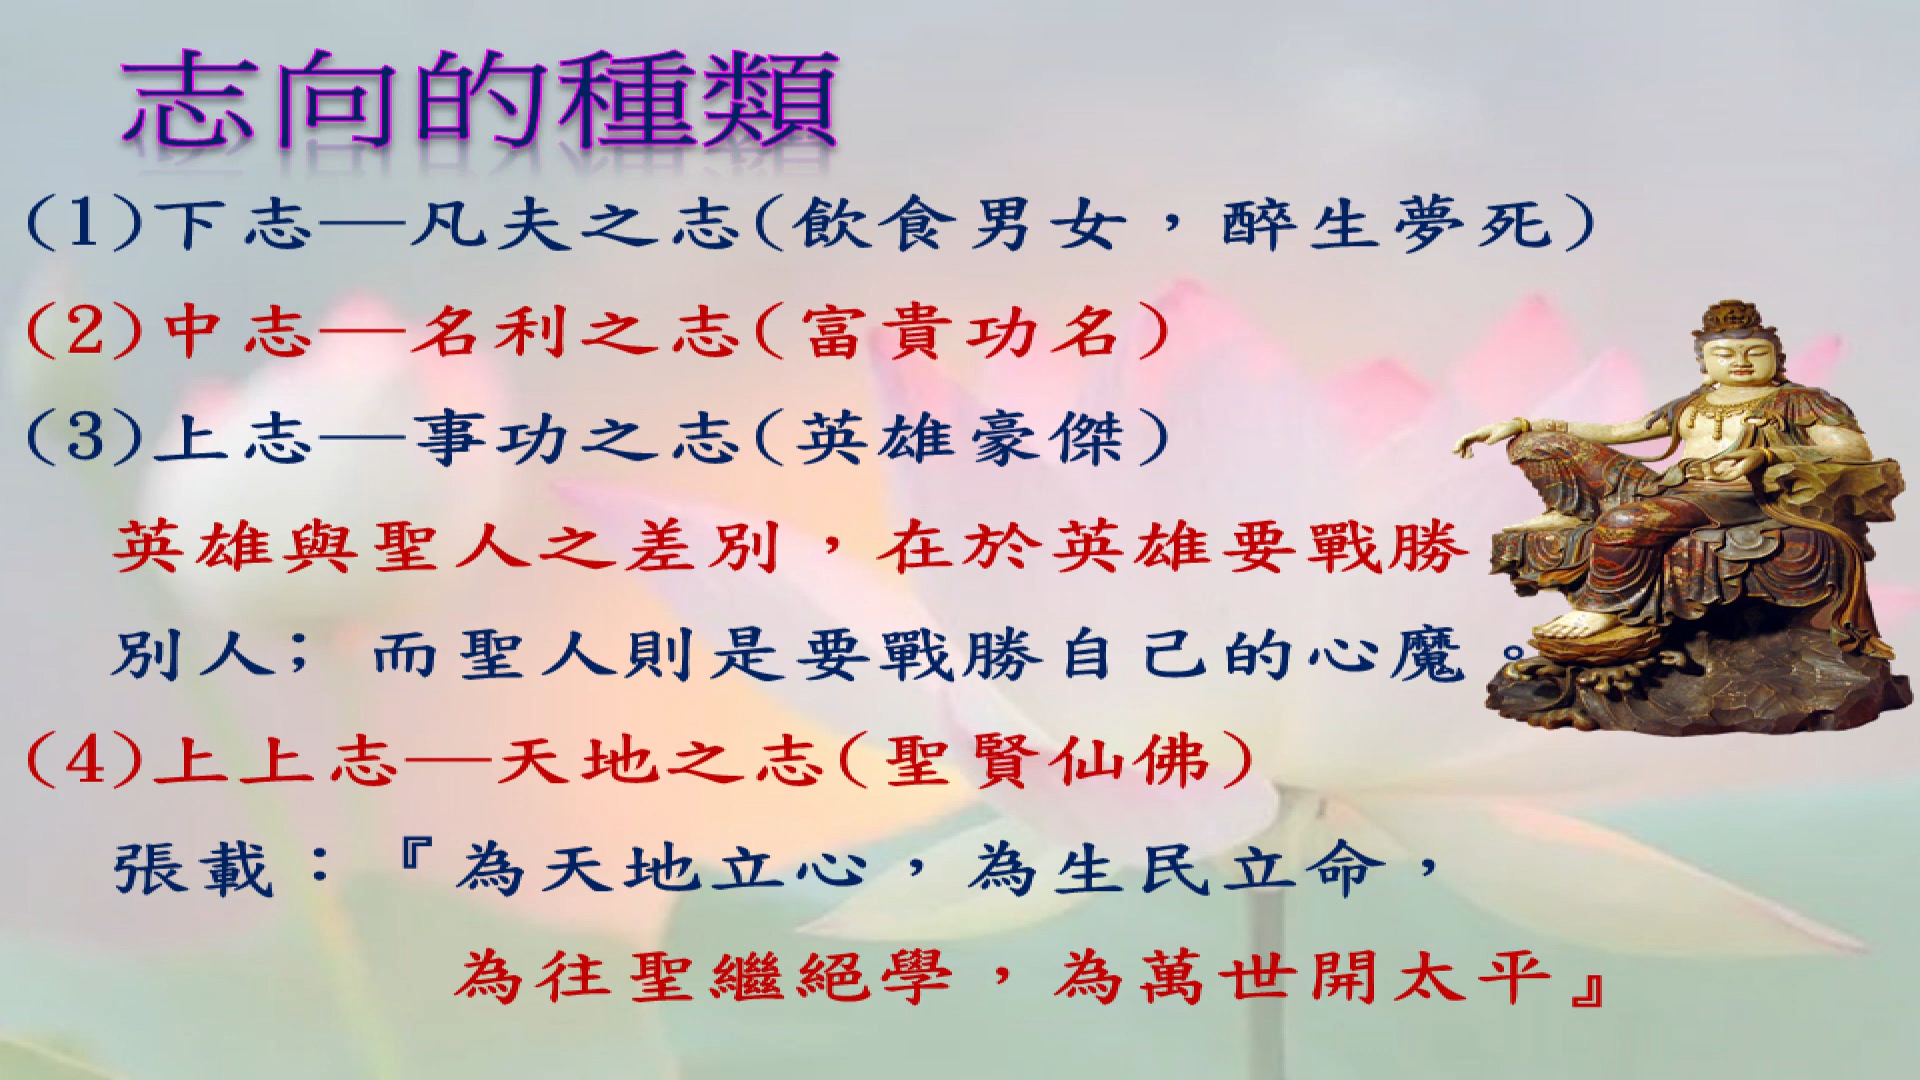 志向的種類
(1)下志—凡夫之志(飲食男女，醉生夢死)
(2)中志—名利之志(富貴功名)
(3)上志—事功之志(英雄豪傑)
英雄與聖人之差別，在於英雄要戰勝
別人；而聖人則是要戰勝自己的心魔。
(4)上上志—天地之志(聖賢仙佛)
張載：『為天地立心，為生民立命，
為往聖繼絕學，為萬世開太平』